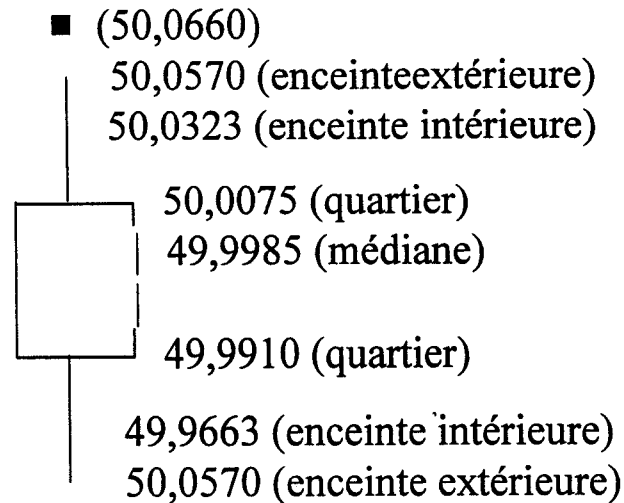 (50,0660)
50,0570 (enceinteextérieure)
50,0323 (enceinte intérieure)
50,0075 (quartier)
49,9985 (médiane)
49,9910 (quartier)
49,9663 (enceinte intérieure)
50,0570 (enceinte extérieure)